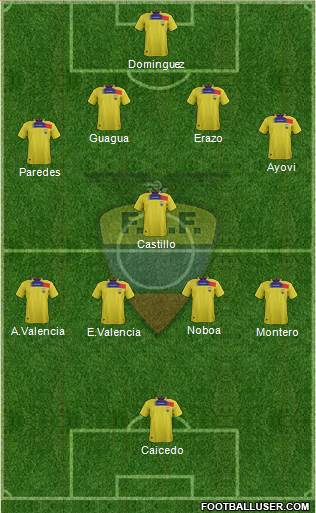 Dominguez
Guagua
Erazo
Paredes
Ayovi
F.E.F.
Castillo
A.Valencia
E.Valencia
Noboa
Montero
Caicedo
FOOTBALLUSER.COM